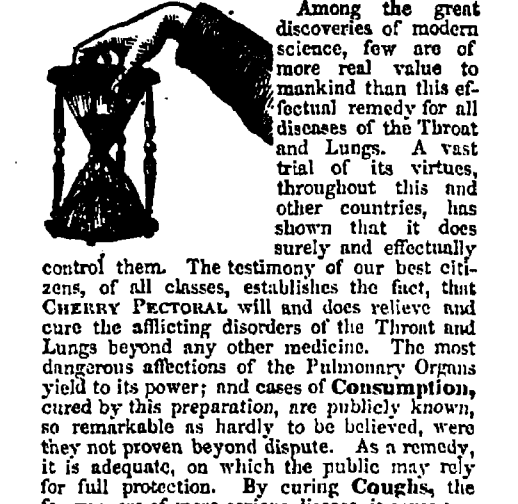 Among the great
discoveries of modern
science, few are of
more real value to
mankind than this ef-
fectual remedy for all
diseases of the Throat
and Lungs. A vast
trial of its virtues,
throughout this and
other countries, has
shown that it does
surely and effectually
control them. The testimony of our best citi-
zens, of all classes, establishes the fact, that
CHERRY PECTORAL will and does relieve and
cure the afflicting disorders of the Throat and
Lungs beyond any other medicine. The most
dangerous affections of the Pulmonary Organs
yield to its power; and cases of Consumption,
cured by this preparation, are publicly known,
so remarkable as hardly to be believed, were
they not proven beyond dispute. As a remedy,
it is adequate, on which the public may rely
for full protection. By curing Coughs, the